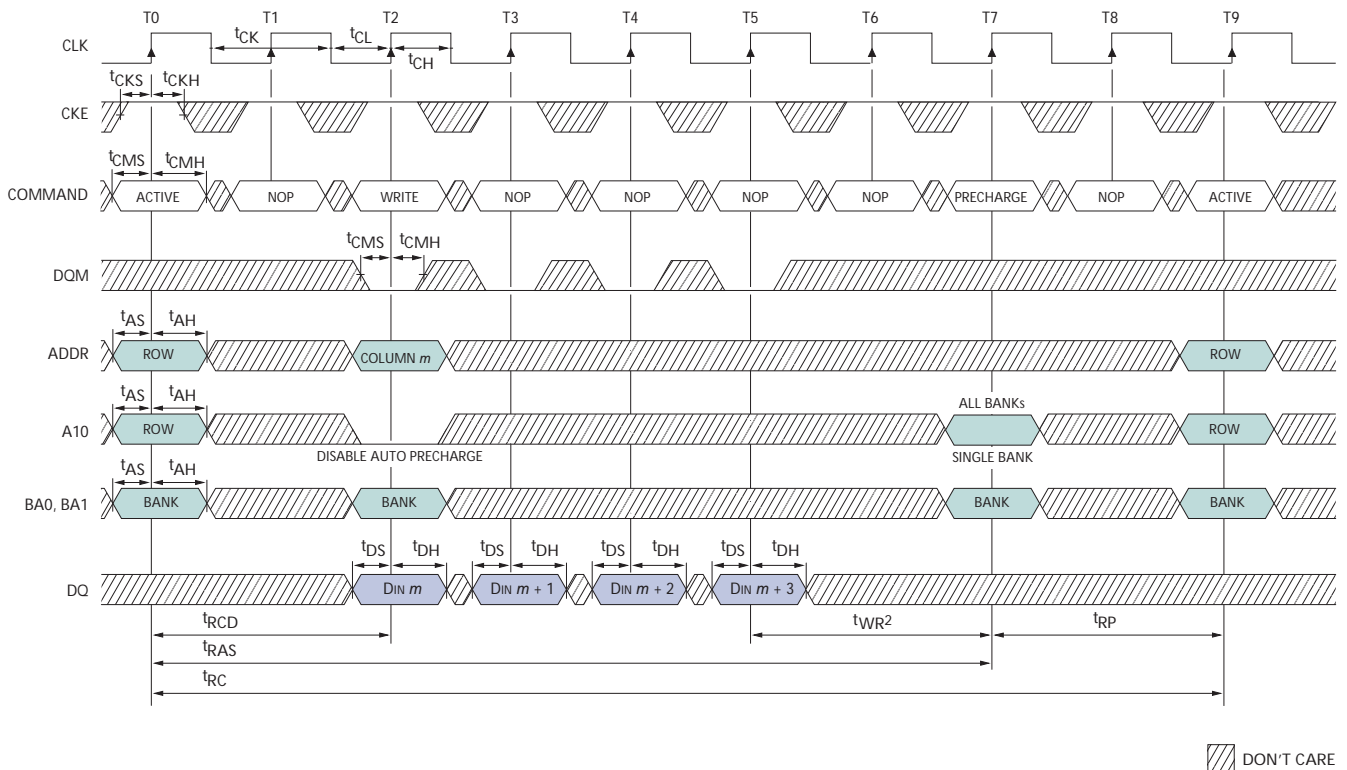 T0 T1 T2 T3 T4 T5 T6 T7 T8 T9
CLK tCK tCL tCH
tCKS tCKH
CKE
tCMS tCMH
COMMAND ACTIVE NOP WRITE NOP NOP NOP NOP PRECHARGE NOP ACTIVE
tCMS tCMH
DQM
tAS tAH
ADDR ROW COLUMN m ROW
tAS tAH ALL BANKs
A10 ROW ROW
DISABLE AUTO PRECHARGE SINGLE BANK
tAS tAH
BA0, BA1 BANK BANK BANK BANK
tDS tDH tDS tDH tDS tDH tDS tDH
DQ DIN m DIN m + 1 DIN m + 2 DIN m + 3
tRCD tWR2 tRP
tRAS
tRC
DON'T CARE